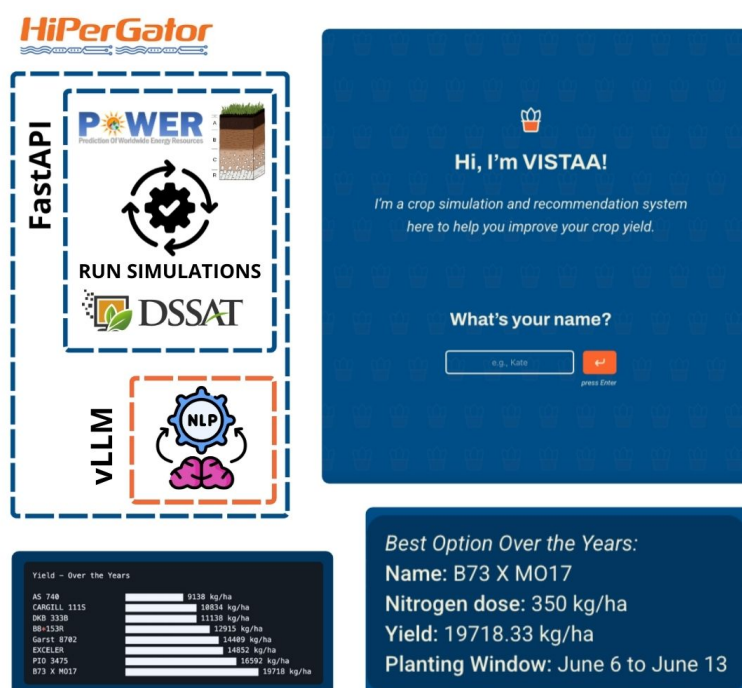 HiPerGator
FastAPI
POWER
Prediction Of Worldwide Energy Resources
A
B
C
RUN SIMULATIONS
DSSAT
vLLM
NLP
Hi, I'm VISTAA!
I'm a crop simulation and recommendation system
here to help you improve your crop yield.
What's your name?
e.g., Kate
press Enter
Yield – Over the Years
AS 740 9138 kg/ha
CARGILL 111S 10834 kg/ha
DKB 333B 11138 kg/ha
BB*153R 12915 kg/ha
Garst 8702 14409 kg/ha
EXCELER 14852 kg/ha
PIO 3475 16592 kg/ha
B73 X MO17 19718 kg/ha
Best Option Over the Years:
Name: B73 X MO17
Nitrogen dose: 350 kg/ha
Yield: 19718.33 kg/ha
Planting Window: June 6 to June 13